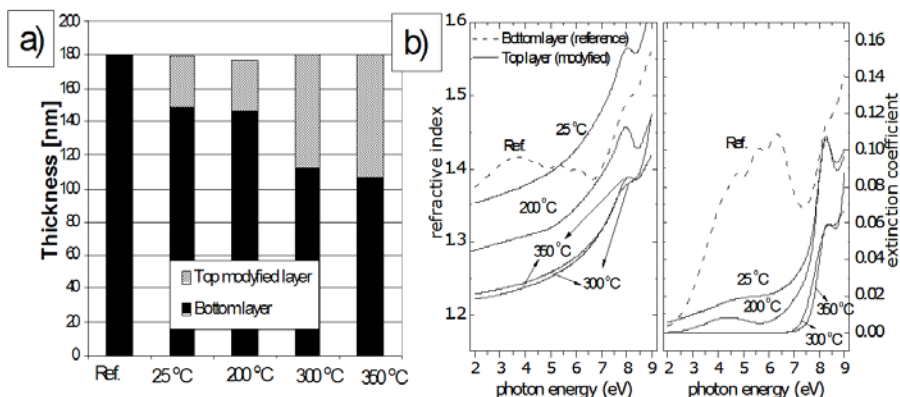 a)
Thickness [nm]
200
180
160
140
120
100
80
60
40
20
0
Top modyfied layer
Bottom layer
Ref. 25 °C 200 °C 300 °C 350 °C
b)
refractive index
1.6
1.5
1.4
1.3
1.2
Bottom layer (reference)
Top layer (modyfied)
25 °C
Ref.
200 °C
350 °C
300 °C
2 3 4 5 6 7 8 9
photon energy (eV)
Ref.
25 °C
200 °C
350 °C
300 °C
2 3 4 5 6 7 8 9
photon energy (eV)
0.16
0.14
0.12
0.10
0.08
0.06
0.04
0.02
0.00
extinction coefficient